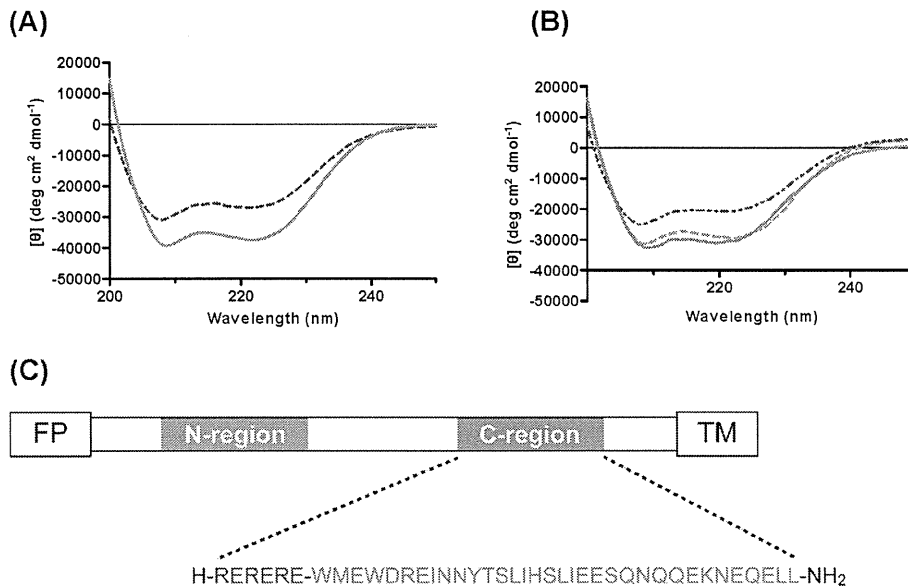 (A)
20000
10000
0
-10000
-20000
-30000
-40000
-50000
200
220
240
Wavelength (nm)
[θ] (deg cm² dmol⁻¹)
(B)
20000
10000
0
-10000
-20000
-30000
-40000
-50000
220
240
Wavelength (nm)
[θ] (deg cm² dmol⁻¹)
(C)
FP
N-region
C-region
TM
H-RERERE-WMEWDREINNYTSLIHSLIEESQNQQEKNEQELL-NH₂